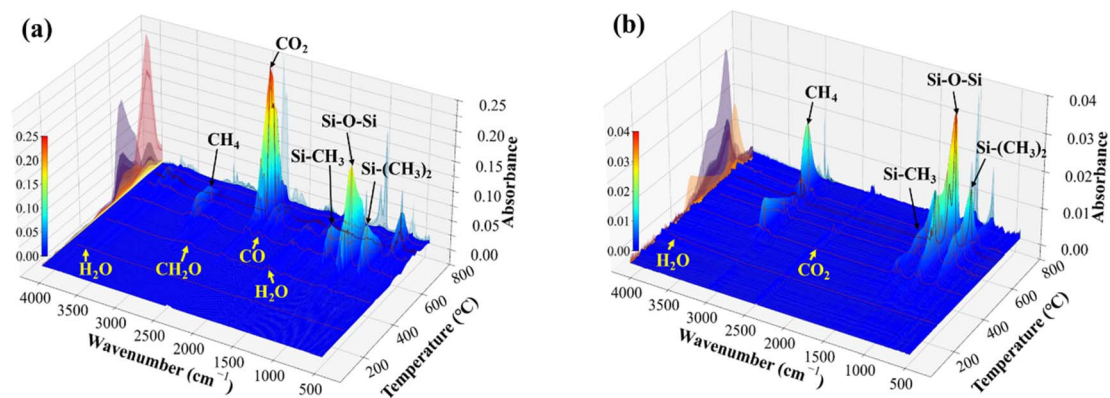 (a)
CO₂
0.25
0.20
0.15
0.10
0.05
0.00
Absorbance
0.25
0.20
0.15
0.10
0.05
0.00
CH₄
Si-O-Si
Si-CH₃
Si-(CH₃)₂
H₂O
CH₂O
CO
H₂O
4000
3500
3000
2500
2000
1500
1000
500
Wavenumber (cm⁻¹)
200
400
600
800
Temperature (℃)
(b)
Si-O-Si
CH₄
0.04
0.03
0.02
0.01
0.00
Absorbance
0.04
0.03
0.02
0.01
0.00
Si-CH₃
Si-(CH₃)₂
H₂O
CO₂
4000
3500
3000
2500
2000
1500
1000
500
Wavenumber (cm⁻¹)
200
400
600
800
Temperature (℃)